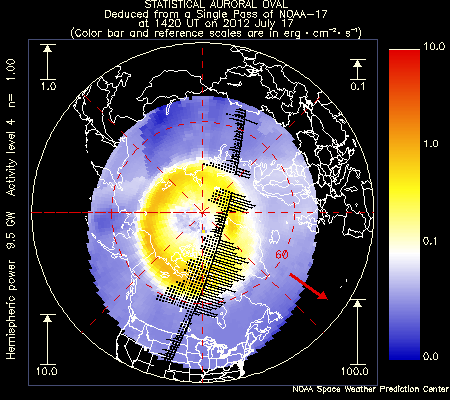 STATISTICAL AURORAL OVAL
Deduced from a Single Pass of NOAA-17
at 1420 UT on 2012 July 17
(Color bar and reference scales are in erg · cm⁻² · s⁻¹)
Hemispheric power 9.5 GW Activity level 4 n= 1.00
1.0
0.1
10.0
100.0
60
10.0
1.0
0.1
0.0
NOAA Space Weather Prediction Center